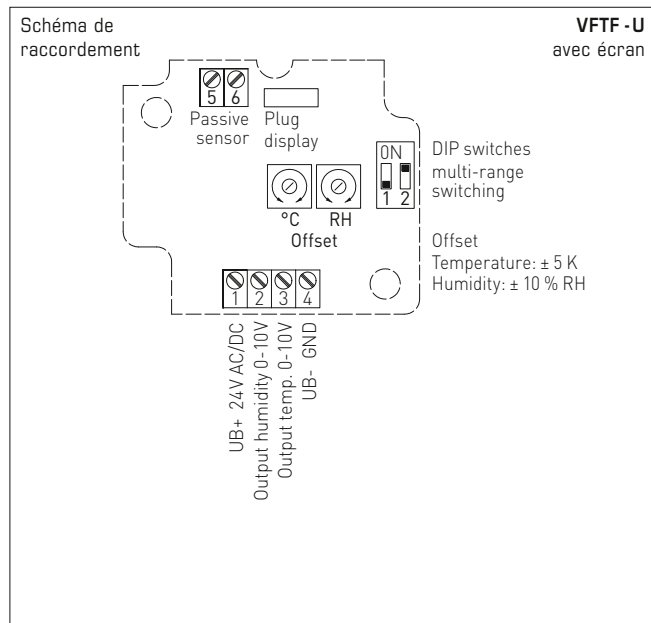 Schéma de
raccordement
VFTF - U
avec écran
5 6
Passive
sensor
Plug
display
ON
1 2
DIP switches
multi-range
switching
°C RH
Offset
Offset
Temperature: ± 5 K
Humidity: ± 10 % RH
1 2 3 4
UB+ 24V AC/DC
Output humidity 0-10V
Output temp. 0-10V
UB- GND